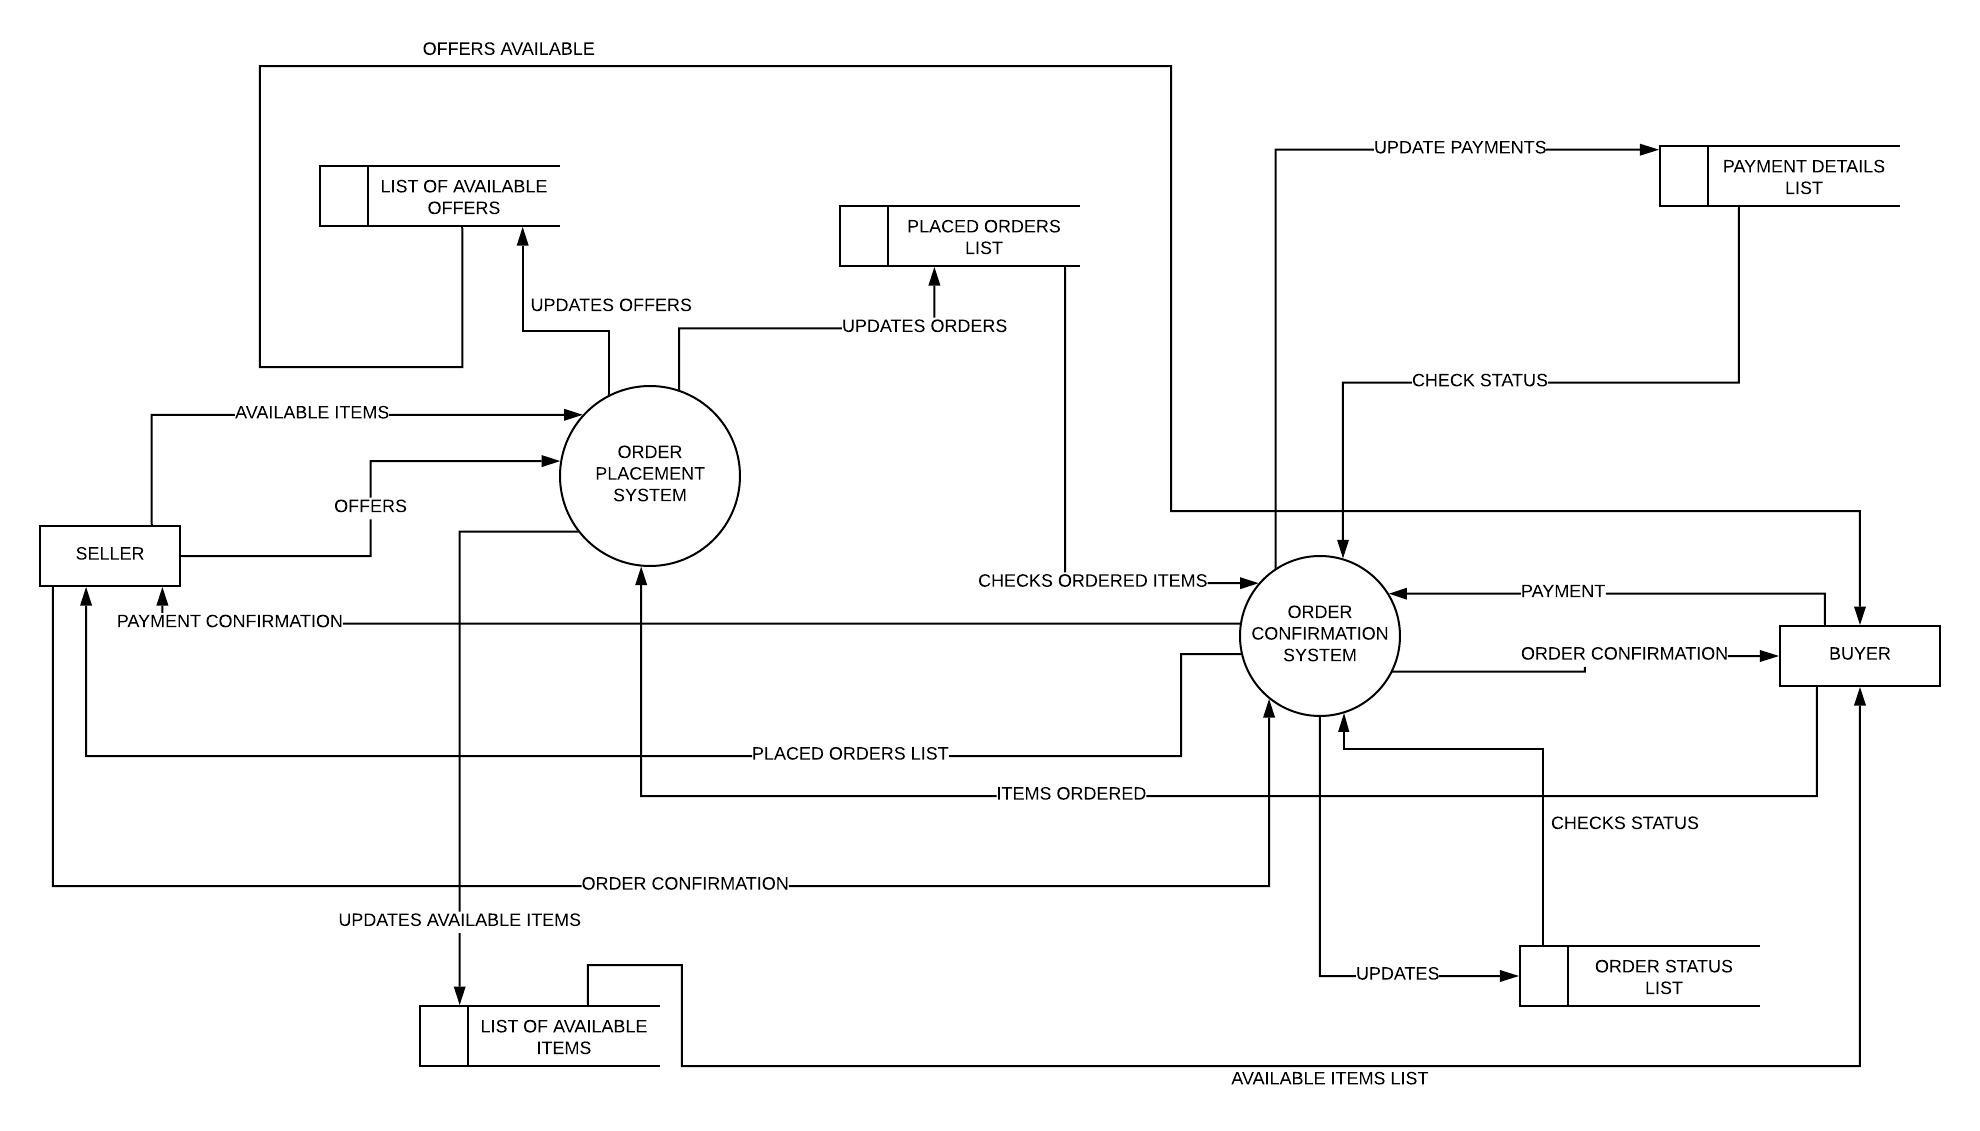 OFFERS AVAILABLE
UPDATE PAYMENTS
PAYMENT DETAILS
LIST
LIST OF AVAILABLE
OFFERS
PLACED ORDERS
LIST
UPDATES OFFERS
UPDATES ORDERS
CHECK STATUS
AVAILABLE ITEMS
ORDER
PLACEMENT
SYSTEM
OFFERS
SELLER
CHECKS ORDERED ITEMS
PAYMENT
PAYMENT CONFIRMATION
ORDER
CONFIRMATION
SYSTEM
ORDER CONFIRMATION
BUYER
PLACED ORDERS LIST
ITEMS ORDERED
CHECKS STATUS
ORDER CONFIRMATION
UPDATES AVAILABLE ITEMS
UPDATES
ORDER STATUS
LIST
LIST OF AVAILABLE
ITEMS
AVAILABLE ITEMS LIST